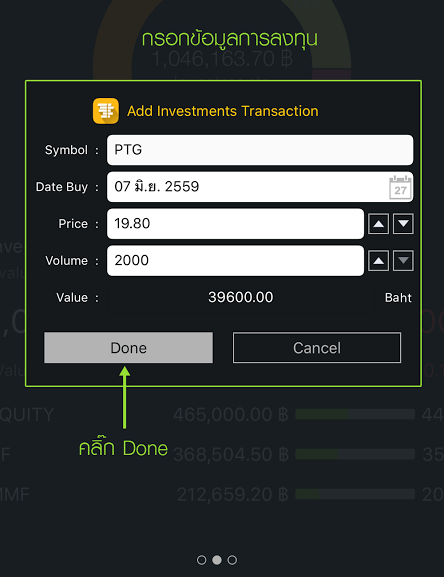 กรอกข้อมูลการลงทุน
1,046,163.70 ฿
Add Investments Transaction
Symbol : PTG
Date Buy : 07 มิ.ย. 2559
27
Price : 19.80
Volume : 2000
Value : 39600.00 Baht
Done Cancel
EQUITY 465,000.00 ฿ 44
คลิ๊ก Done
F 368,504.50 ฿ 35
MMF 212,659.20 ฿ 20